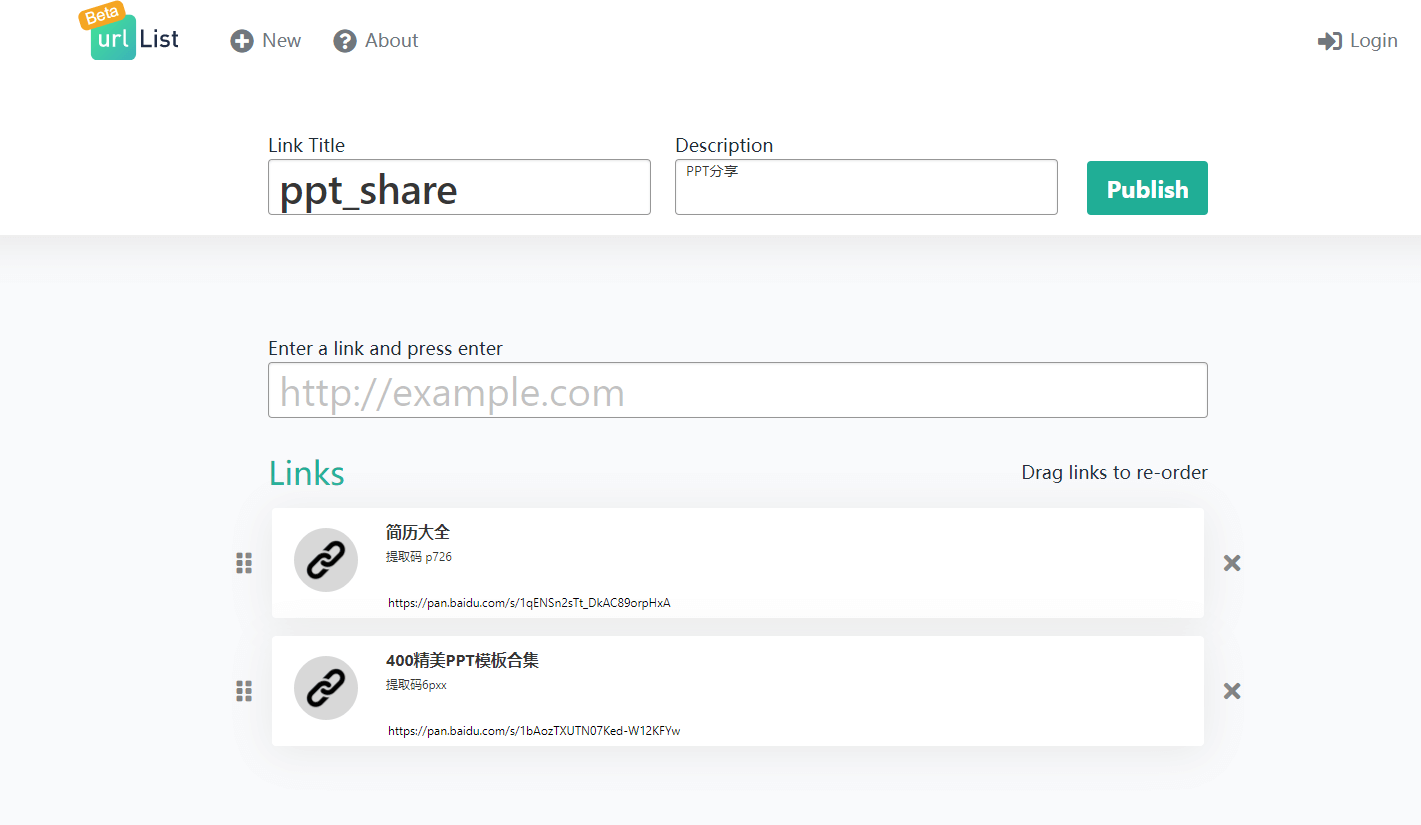 Beta
url List
New
About
Login
Link Title
Description
ppt_share
PPT分享
Publish
Enter a link and press enter
http://example.com
Links
Drag links to re-order
简历大全
提取码 p726
https://pan.baidu.com/s/1qENSn2sTt_DkAC89orpHxA
400精美PPT模板合集
提取码6pxx
https://pan.baidu.com/s/1bAozTXUTN07Ked-W12KFYw